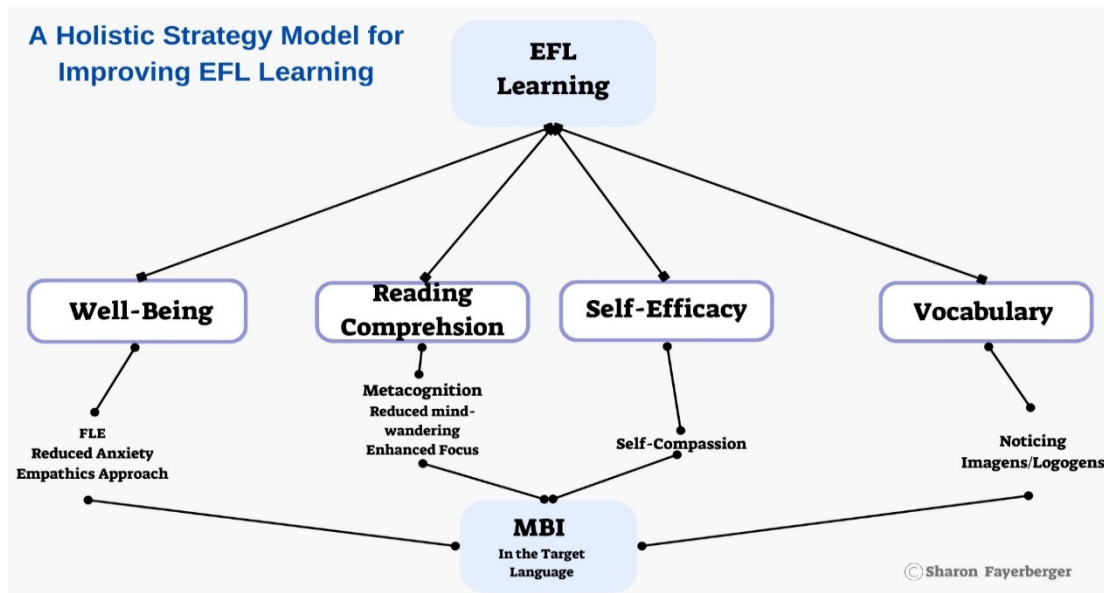 A Holistic Strategy Model for
Improving EFL Learning
EFL
Learning
Well-Being
Reading
Comprehsion
Self-Efficacy
Vocabulary
FLE
Reduced Anxiety
Empathics Approach
Metacognition
Reduced mind-
wandering
Enhanced Focus
Self-Compassion
Noticing
Imagens/Logogens
MBI
In the Target
Language
© Sharon Fayerberger